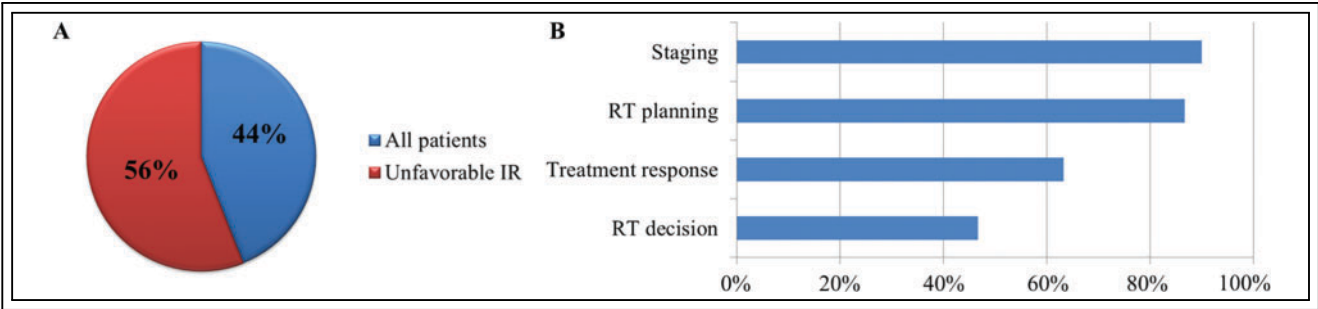 A
44%
56%
All patients
Unfavorable IR
B
Staging
RT planning
Treatment response
RT decision
0% 20% 40% 60% 80% 100%